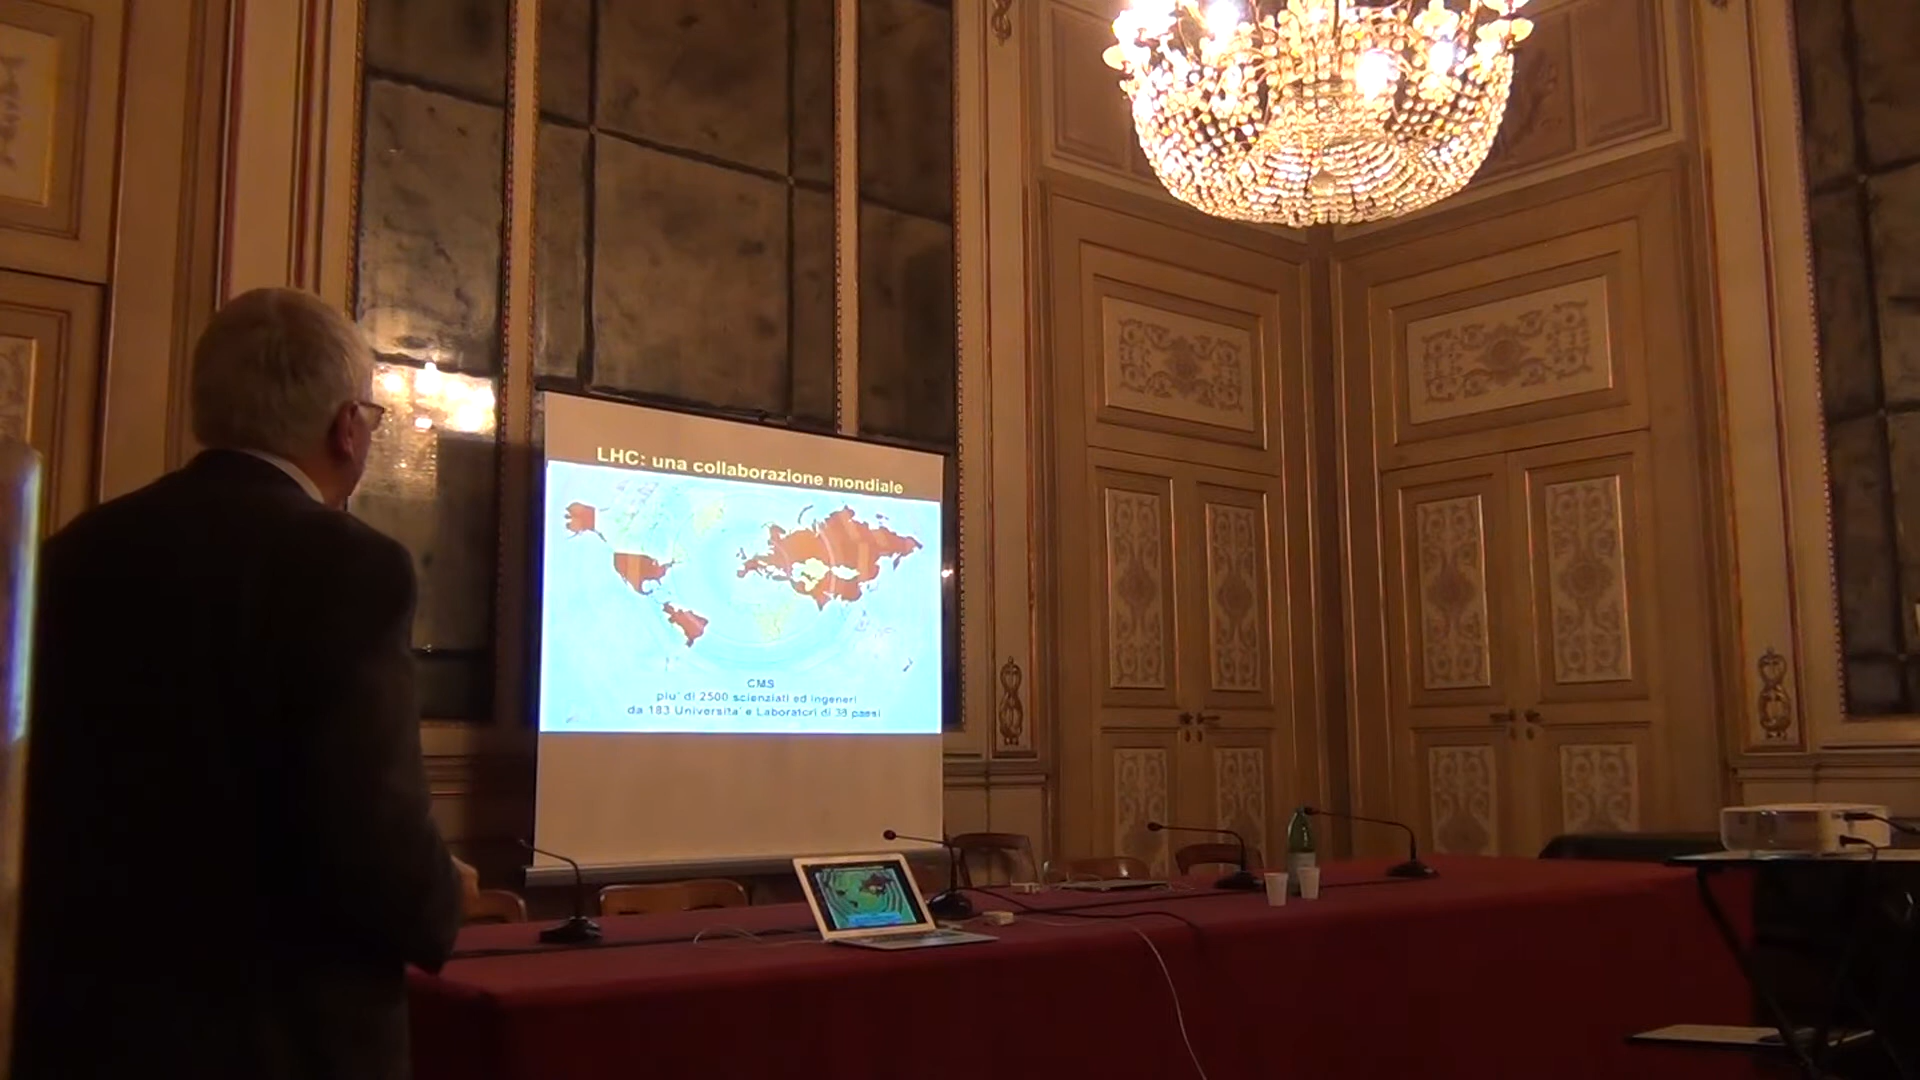 LHC: una collaborazione mondiale
CMS
piu' di 2500 scienziati ed ingegneri
da 183 Universita' e Laboratori di 38 paesi